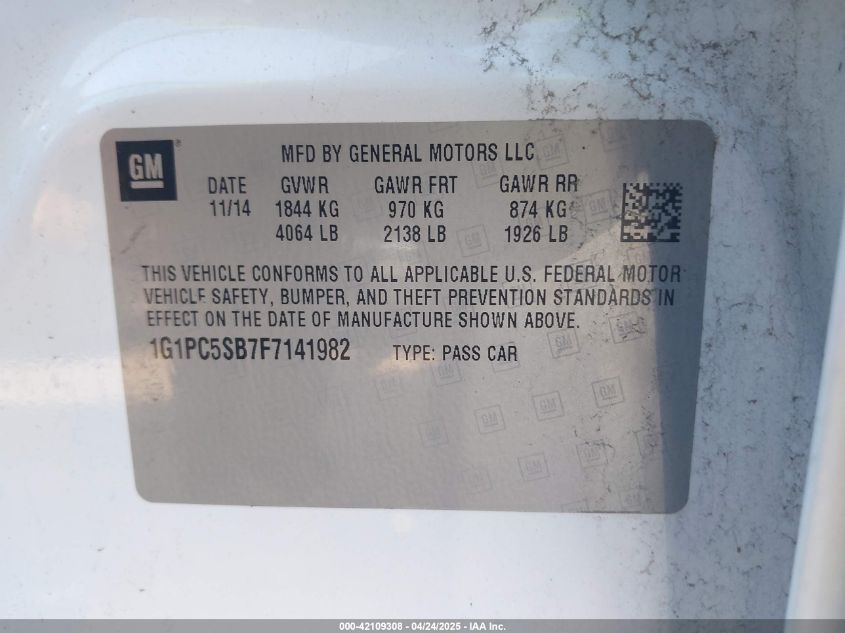 GM
MFD BY GENERAL MOTORS LLC
DATE GVWR GAWR FRT GAWR RR
11/14 1844 KG 970 KG 874 KG
4064 LB 2138 LB 1926 LB
THIS VEHICLE CONFORMS TO ALL APPLICABLE U.S. FEDERAL MOTOR
VEHICLE SAFETY, BUMPER, AND THEFT PREVENTION STANDARDS IN
EFFECT ON THE DATE OF MANUFACTURE SHOWN ABOVE.
1G1PC5SB7F7141982 TYPE: PASS CAR
000-42109308 - 04/24/2025 - IAA Inc.